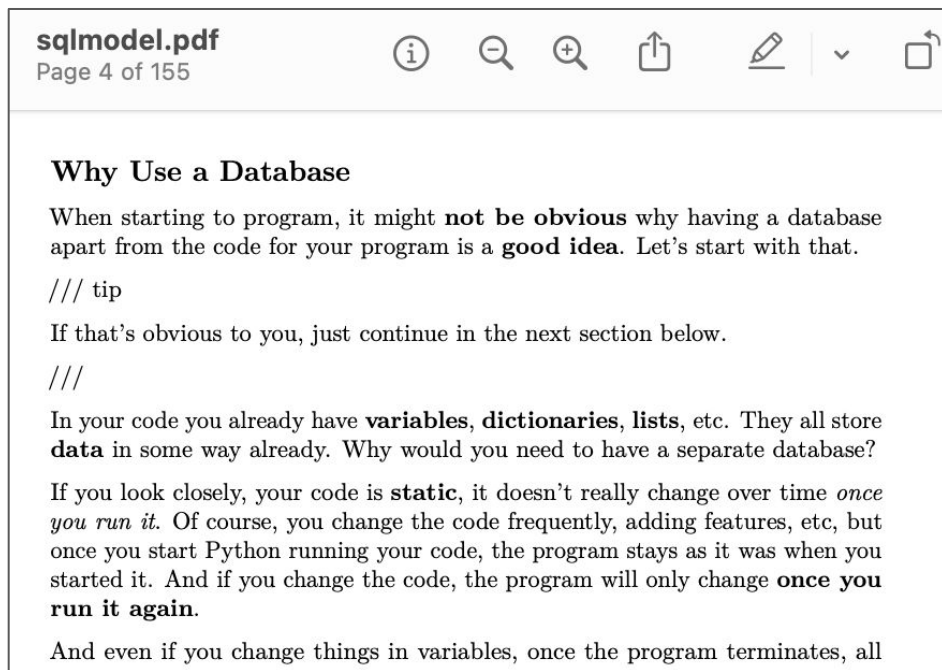 sqlmodel.pdf
Page 4 of 155
Why Use a Database
When starting to program, it might not be obvious why having a database
apart from the code for your program is a good idea. Let's start with that.
/// tip
If that's obvious to you, just continue in the next section below.
///
In your code you already have variables, dictionaries, lists, etc. They all store
data in some way already. Why would you need to have a separate database?
If you look closely, your code is static, it doesn't really change over time once
you run it. Of course, you change the code frequently, adding features, etc, but
once you start Python running your code, the program stays as it was when you
started it. And if you change the code, the program will only change once you
run it again.
And even if you change things in variables, once the program terminates, all